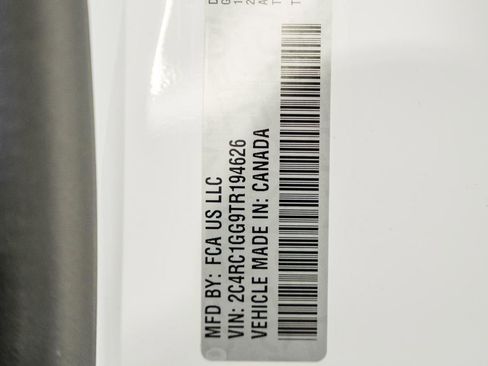 MFD BY: FCA US LLC
VIN: 2C4RC1GG9TR194626
VEHICLE MADE IN: CANADA